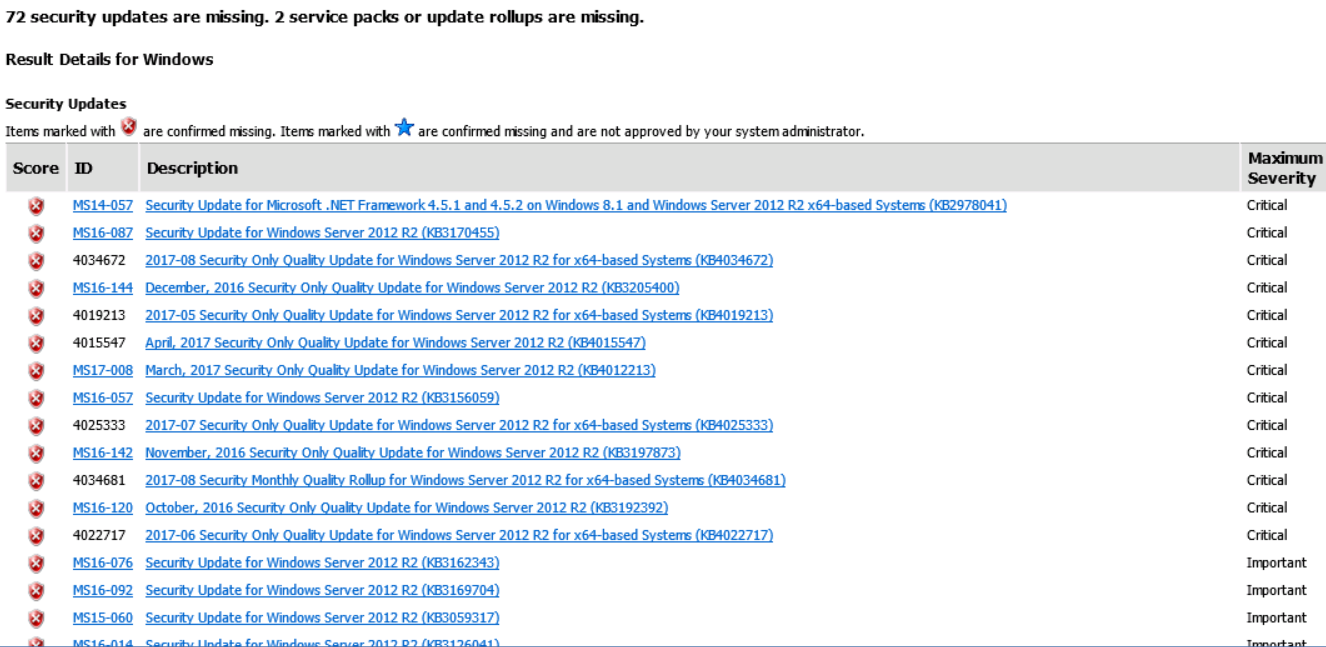 72 security updates are missing. 2 service packs or update rollups are missing.
Result Details for Windows
Security Updates
Items marked with are confirmed missing. Items marked with are confirmed missing and are not approved by your system administrator.
Score ID Description Maximum Severity
MS14-057 Security Update for Microsoft .NET Framework 4.5.1 and 4.5.2 on Windows 8.1 and Windows Server 2012 R2 x64-based Systems (KB2978041) Critical
MS16-087 Security Update for Windows Server 2012 R2 (KB3170455) Critical
4034672 2017-08 Security Only Quality Update for Windows Server 2012 R2 for x64-based Systems (KB4034672) Critical
MS16-144 December, 2016 Security Only Quality Update for Windows Server 2012 R2 (KB3205400) Critical
4019213 2017-05 Security Only Quality Update for Windows Server 2012 R2 for x64-based Systems (KB4019213) Critical
4015547 April, 2017 Security Only Quality Update for Windows Server 2012 R2 (KB4015547) Critical
MS17-008 March, 2017 Security Only Quality Update for Windows Server 2012 R2 (KB4012213) Critical
MS16-057 Security Update for Windows Server 2012 R2 (KB3156059) Critical
4025333 2017-07 Security Only Quality Update for Windows Server 2012 R2 for x64-based Systems (KB4025333) Critical
MS16-142 November, 2016 Security Only Quality Update for Windows Server 2012 R2 (KB3197873) Critical
4034681 2017-08 Security Monthly Quality Rollup for Windows Server 2012 R2 for x64-based Systems (KB4034681) Critical
MS16-120 October, 2016 Security Only Quality Update for Windows Server 2012 R2 (KB3192392) Critical
4022717 2017-06 Security Only Quality Update for Windows Server 2012 R2 for x64-based Systems (KB4022717) Critical
MS16-076 Security Update for Windows Server 2012 R2 (KB3162343) Important
MS16-092 Security Update for Windows Server 2012 R2 (KB3169704) Important
MS15-060 Security Update for Windows Server 2012 R2 (KB3059317) Important
MS16-014 Security Update for Windows Server 2012 R2 (KB3126041) Important